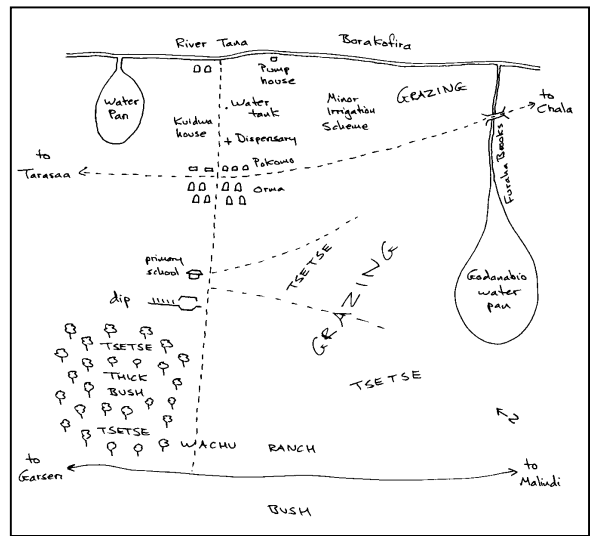 River Tana
Borakofira
Pump
house
Water
Pan
GRAZING
Water
tank
Minor
Irrigation
Scheme
to
Chala
Kuidwa
house
Dispensary
Furaha Brooks
to
Tarasaa
Pokomo
Orma
primary
school
TSETSE
GRAZING
Godanabio
water
pan
dip
TSETSE
THICK
BUSH
TSETSE
TSETSE
N
WACHU RANCH
to
Garsen
to
Malindi
BUSH